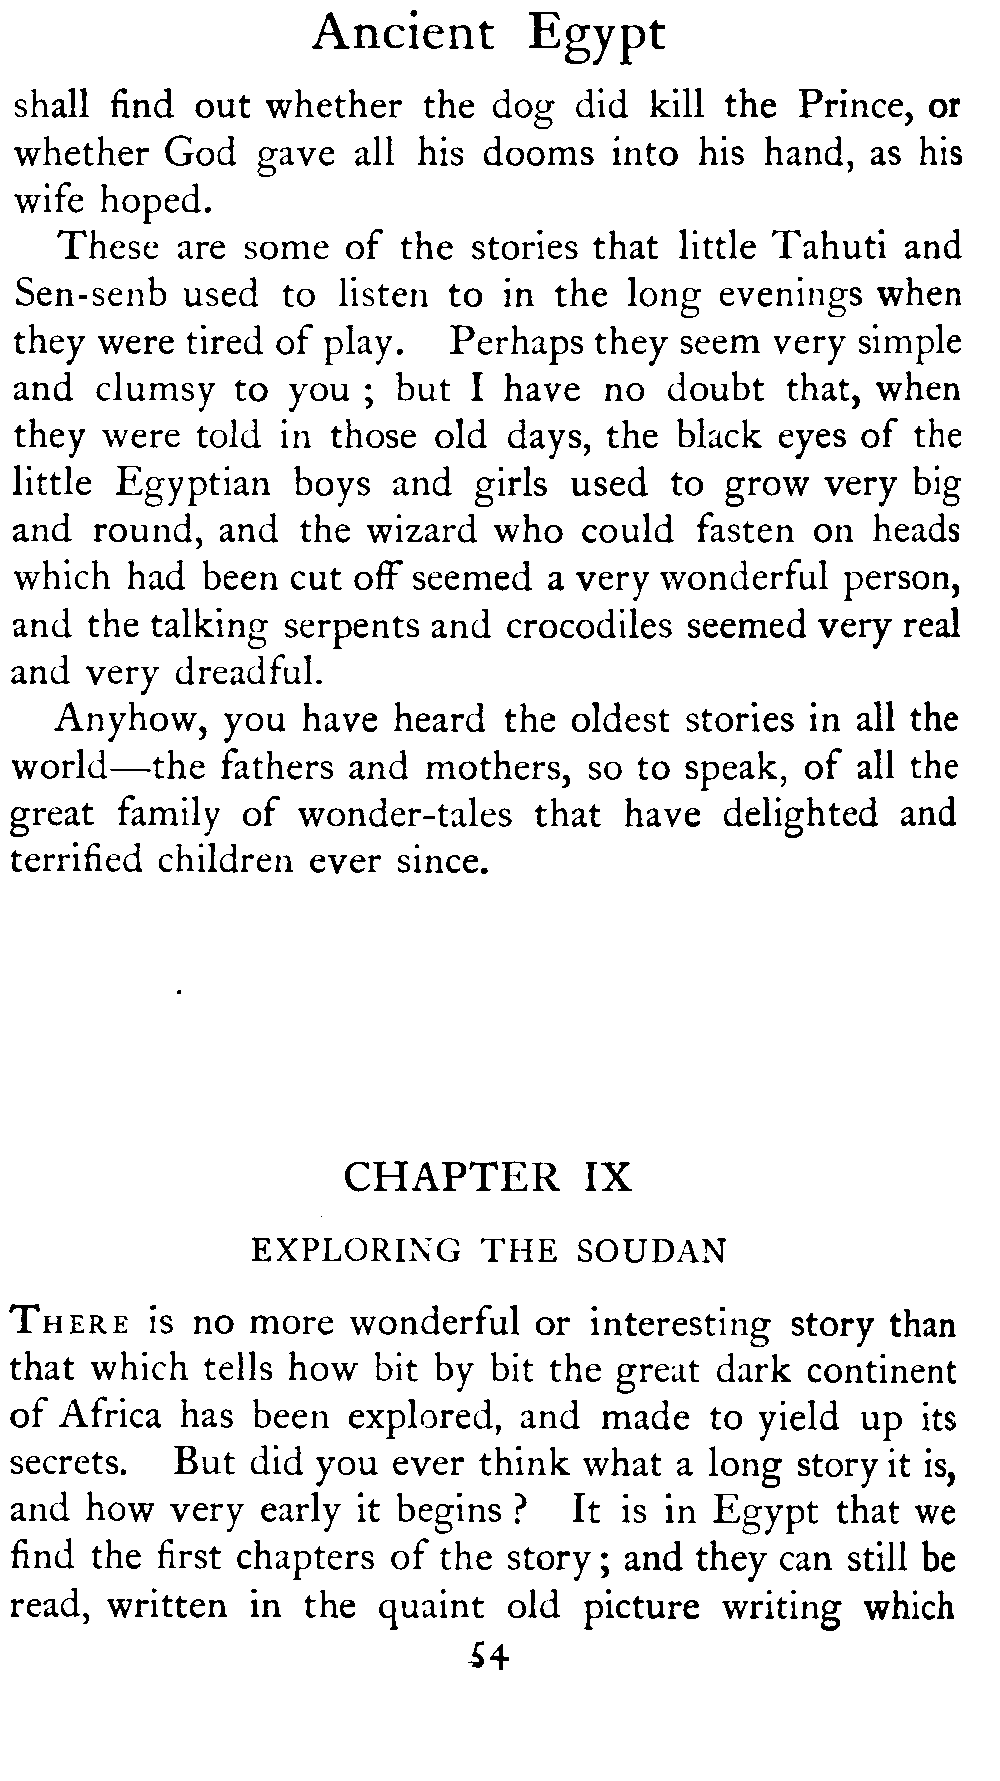 Ancient Egypt
shall find out whether the dog did kill the Prince, or
whether God gave all his dooms into his hand, as his
wife hoped.
These are some of the stories that little Tahuti and
Sen-senb used to listen to in the long evenings when
they were tired of play. Perhaps they seem very simple
and clumsy to you ; but I have no doubt that, when
they were told in those old days, the black eyes of the
little Egyptian boys and girls used to grow very big
and round, and the wizard who could fasten on heads
which had been cut off seemed a very wonderful person,
and the talking serpents and crocodiles seemed very real
and very dreadful.
Anyhow, you have heard the oldest stories in all the
world—the fathers and mothers, so to speak, of all the
great family of wonder-tales that have delighted and
terrified children ever since.
CHAPTER IX
EXPLORING THE SOUDAN
THERE is no more wonderful or interesting story than
that which tells how bit by bit the great dark continent
of Africa has been explored, and made to yield up its
secrets. But did you ever think what a long story it is,
and how very early it begins ? It is in Egypt that we
find the first chapters of the story ; and they can still be
read, written in the quaint old picture writing which
54